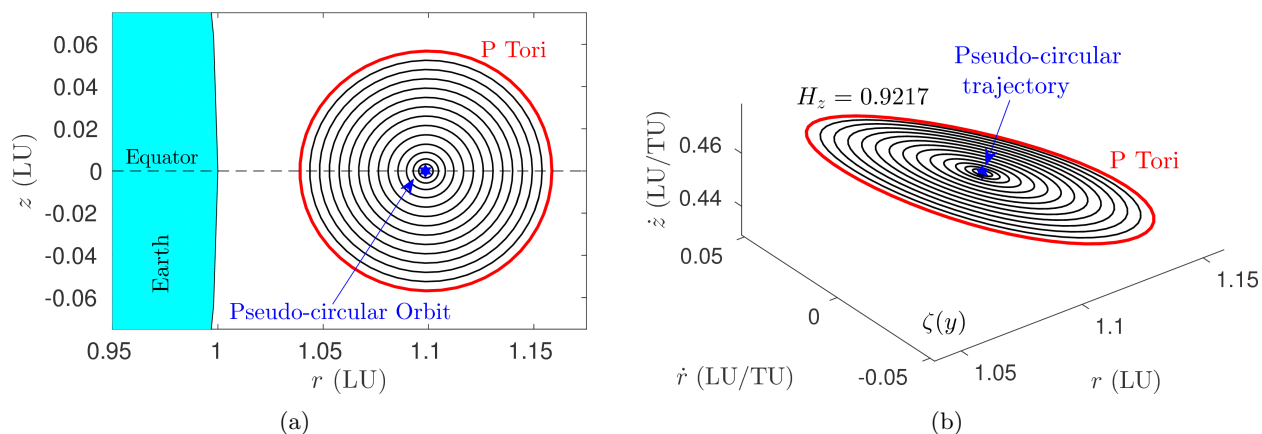 0.06
0.04
0.02
0
-0.02
-0.04
-0.06
z (LU)
P Tori
Equator
Earth
Pseudo-circular Orbit
0.95
1
1.05
1.1
1.15
r (LU)
(a)
Pseudo-circular
trajectory
H_z = 0.9217
P Tori
0.46
0.44
ż (LU/TU)
0.05
0
-0.05
ṙ (LU/TU)
ζ(y)
1.05
1.1
1.15
r (LU)
(b)